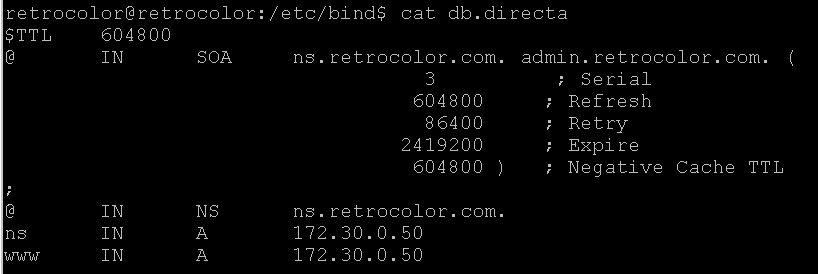 retrocolor@retrocolor:/etc/bind$ cat db.directa
$TTL    604800
@       IN      SOA     ns.retrocolor.com. admin.retrocolor.com. (
                              3         ; Serial
                         604800         ; Refresh
                          86400         ; Retry
                        2419200         ; Expire
                         604800 )       ; Negative Cache TTL
;
@       IN      NS      ns.retrocolor.com.
ns      IN      A       172.30.0.50
www     IN      A       172.30.0.50